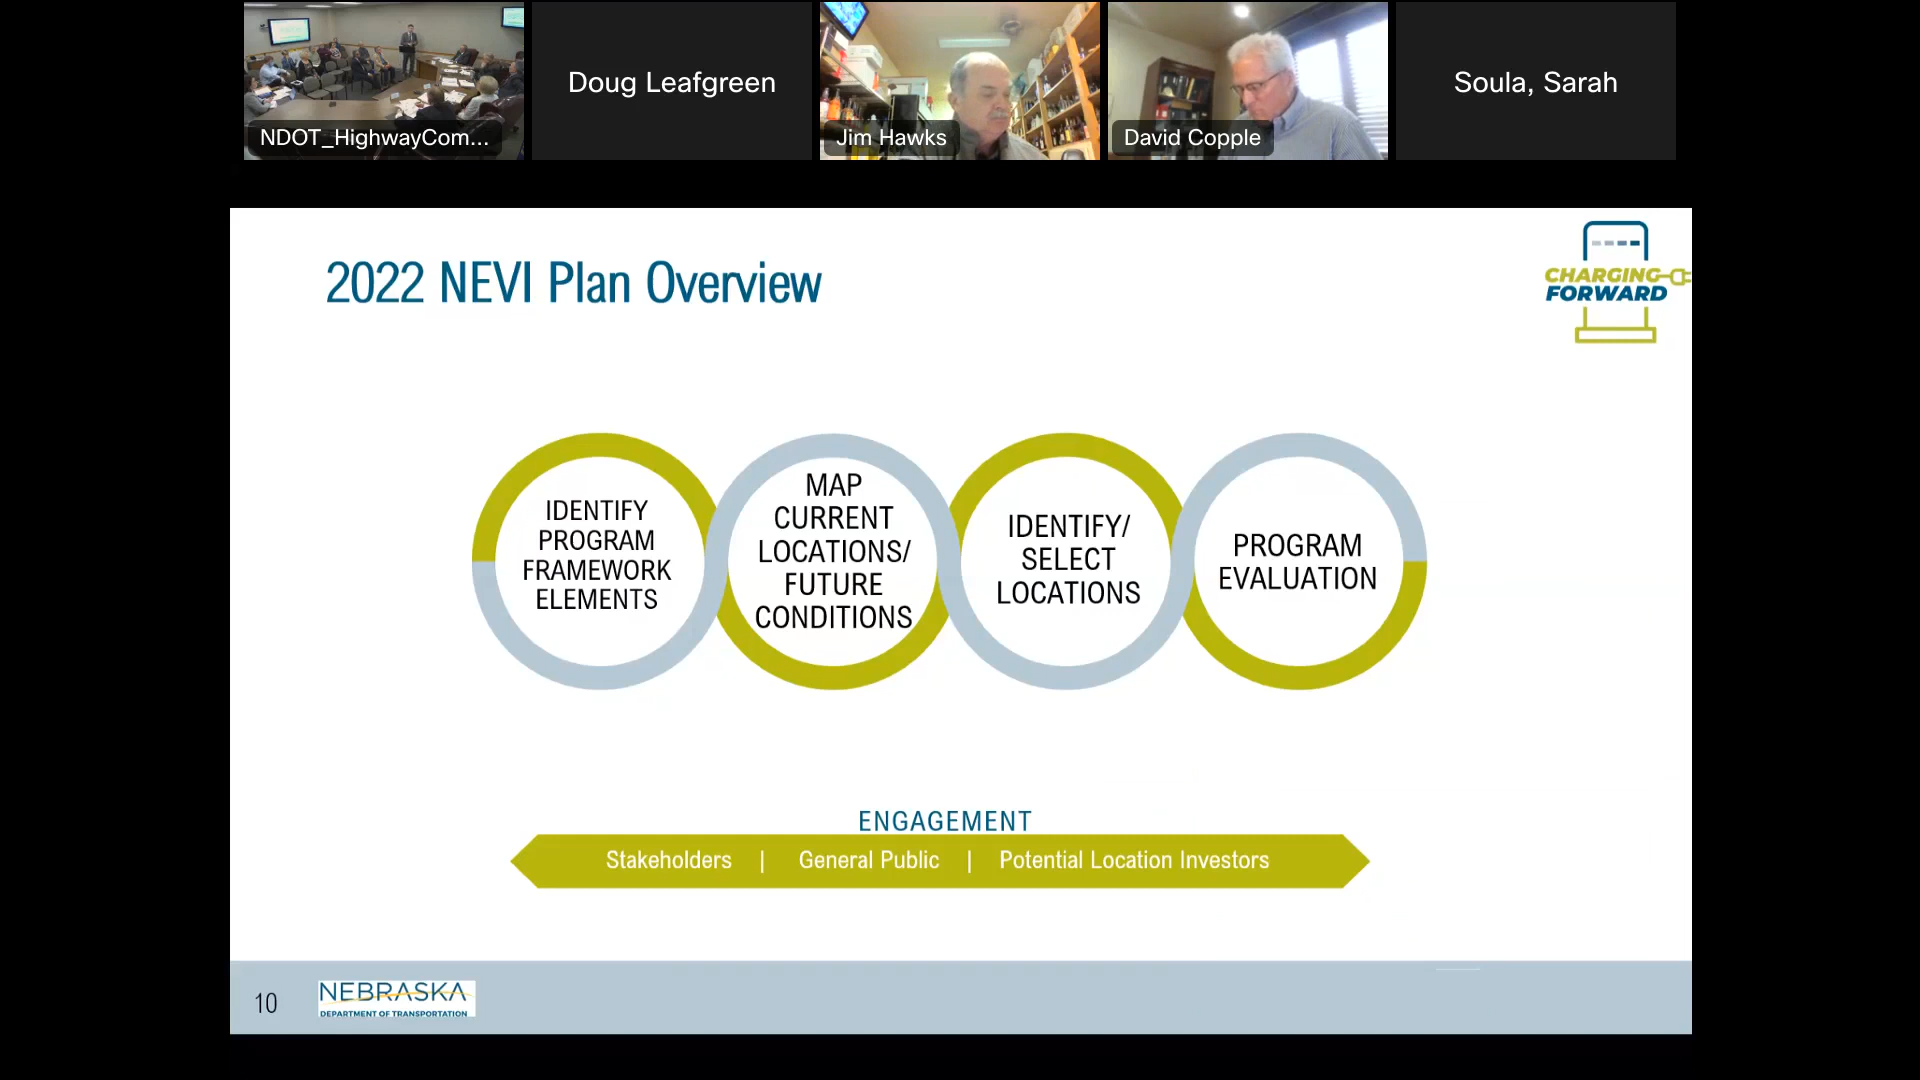 NDOT_HighwayCom...
Doug Leafgreen
Jim Hawks
David Copple
Soula, Sarah
2022 NEVI Plan Overview
CHARGING
FORWARD
IDENTIFY
PROGRAM
FRAMEWORK
ELEMENTS
MAP
CURRENT
LOCATIONS/
FUTURE
CONDITIONS
IDENTIFY/
SELECT
LOCATIONS
PROGRAM
EVALUATION
ENGAGEMENT
Stakeholders | General Public | Potential Location Investors
10
NEBRASKA
DEPARTMENT OF TRANSPORTATION